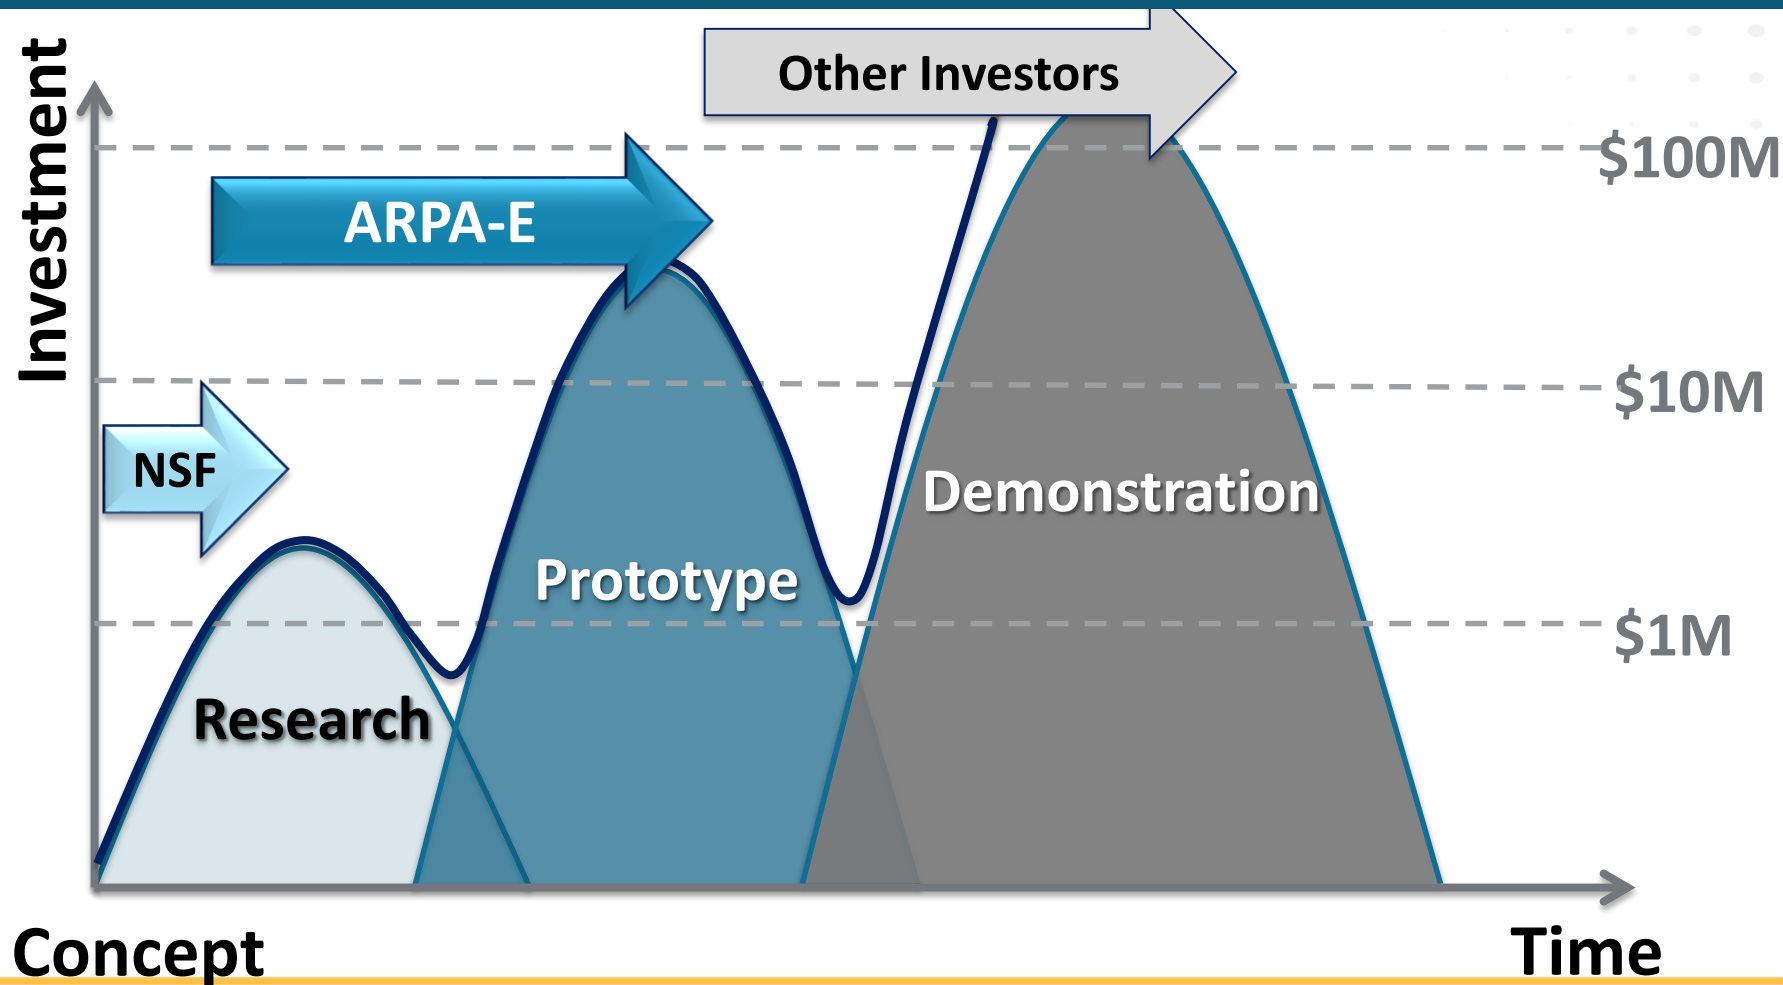 Investment
Other Investors
$100M
ARPA-E
$10M
NSF
Demonstration
Prototype
$1M
Research
Concept
Time